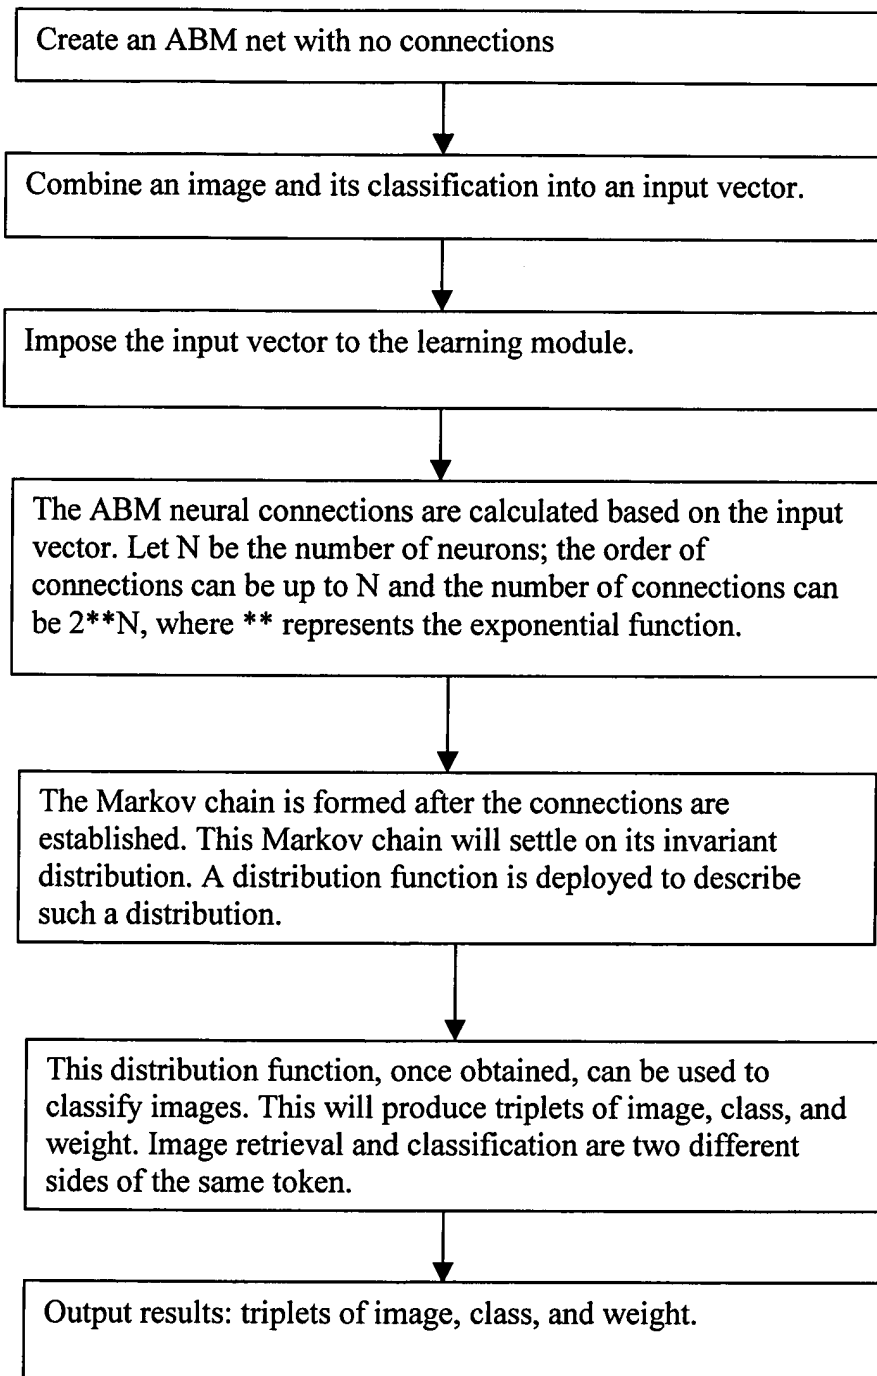 Create an ABM net with no connections
Combine an image and its classification into an input vector.
Impose the input vector to the learning module.
The ABM neural connections are calculated based on the input
vector. Let N be the number of neurons; the order of
connections can be up to N and the number of connections can
be 2**N, where ** represents the exponential function.
The Markov chain is formed after the connections are
established. This Markov chain will settle on its invariant
distribution. A distribution function is deployed to describe
such a distribution.
This distribution function, once obtained, can be used to
classify images. This will produce triplets of image, class, and
weight. Image retrieval and classification are two different
sides of the same token.
Output results: triplets of image, class, and weight.